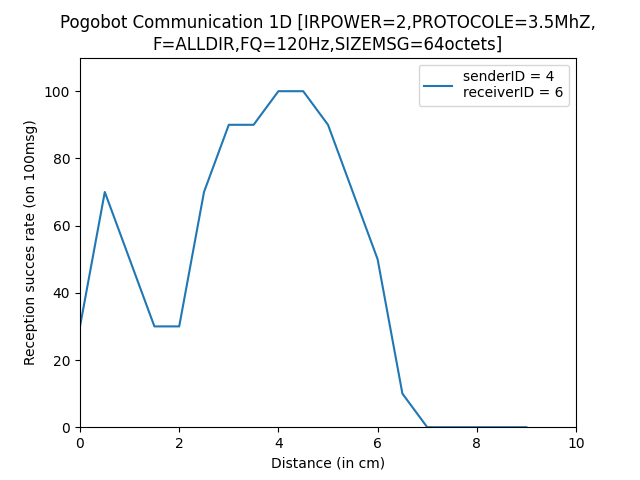 Pogobot Communication 1D [IRPOWER=2,PROTOCOLE=3.5MhZ,
F=ALLDIR,FQ=120Hz,SIZEMSG=64octets]
senderID = 4
receiverID = 6
Reception succes rate (on 100msg)
100
80
60
40
20
0
0 2 4 6 8 10
Distance (in cm)